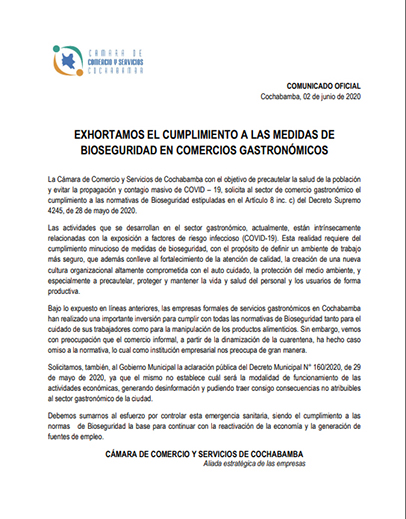 CÁMARA DE
COMERCIO Y SERVICIOS
COCHABAMBA
COMUNICADO OFICIAL
Cochabamba, 02 de junio de 2020
EXHORTAMOS EL CUMPLIMIENTO A LAS MEDIDAS DE
BIOSEGURIDAD EN COMERCIOS GASTRONÓMICOS
La Cámara de Comercio y Servicios de Cochabamba con el objetivo de precautelar la salud de la población
y evitar la propagación y contagio masivo de COVID – 19, solicita al sector de comercio gastronómico el
cumplimiento a las normativas de Bioseguridad estipuladas en el Artículo 8 inc. c) del Decreto Supremo
4245, de 28 de mayo de 2020.
Las actividades que se desarrollan en el sector gastronómico, actualmente, están intrínsecamente
relacionadas con la exposición a factores de riesgo infeccioso (COVID-19). Esta realidad requiere del
cumplimiento minucioso de medidas de bioseguridad, con el propósito de definir un ambiente de trabajo
más seguro, que además conlleve al fortalecimiento de la atención de calidad, la creación de una nueva
cultura organizacional altamente comprometida con el auto cuidado, la protección del medio ambiente, y
especialmente a precautelar, proteger y mantener la vida y salud del personal y los usuarios de forma
productiva.
Bajo lo expuesto en líneas anteriores, las empresas formales de servicios gastronómicos en Cochabamba
han realizado una importante inversión para cumplir con todas las normativas de Bioseguridad tanto para el
cuidado de sus trabajadores como para la manipulación de los productos alimenticios. Sin embargo, vemos
con preocupación que el comercio informal, a partir de la dinamización de la cuarentena, ha hecho caso
omiso a la normativa, lo cual como institución empresarial nos preocupa de gran manera.
Solicitamos, también, al Gobierno Municipal la aclaración pública del Decreto Municipal N° 160/2020, de 29
de mayo de 2020, ya que el mismo no establece cuál será la modalidad de funcionamiento de las
actividades económicas, generando desinformación y pudiendo traer consigo consecuencias no atribuibles
al sector gastronómico de la ciudad.
Debemos sumarnos al esfuerzo por controlar esta emergencia sanitaria, siendo el cumplimiento a las
normas de Bioseguridad la base para continuar con la reactivación de la economía y la generación de
fuentes de empleo.
CÁMARA DE COMERCIO Y SERVICIOS DE COCHABAMBA
Aliada estratégica de las empresas